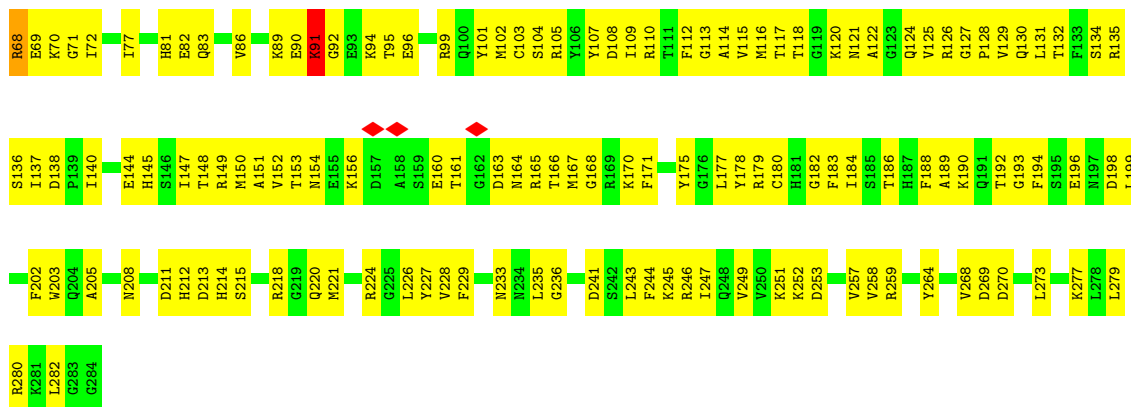 R68 E69 K70 G71 I72 I77 H81 E82 Q83 V86 K89 E90 K91 G92 E93 K94 T95 E96 R99 Q100 Y101 M102 C103 S104 R105 Y106 Y107 D108 I109 R110 T111 F112 G113 A114 V115 M116 T117 T118 G119 K120 N121 A122 G123 Q124 V125 R126 G127 P128 V129 Q130 L131 T132 F133 S134 R135
S136 I137 D138 P139 I140 E144 H145 S146 I147 T148 R149 M150 A151 V152 T153 N154 E155 K156 D157 A158 S159 E160 T161 G162 D163 N164 R165 T166 M167 G168 R169 K170 F171 Y175 G176 L177 Y178 R179 C180 H181 G182 F183 I184 S185 T186 H187 F188 A189 K190 Q191 T192 G193 F194 S195 E196 N197 D198 L199
F202 W203 Q204 A205 N208 D211 H212 D213 H214 S215 R218 G219 Q220 M221 R224 G225 L226 Y227 V228 F229 N233 N234 L235 G236 D241 S242 L243 F244 K245 R246 I247 Q248 V249 V250 K251 K252 D253 V257 V258 R259 Y264 V268 D269 D270 L273 K277 L278 L279
R280 K281 L282 G283 G284